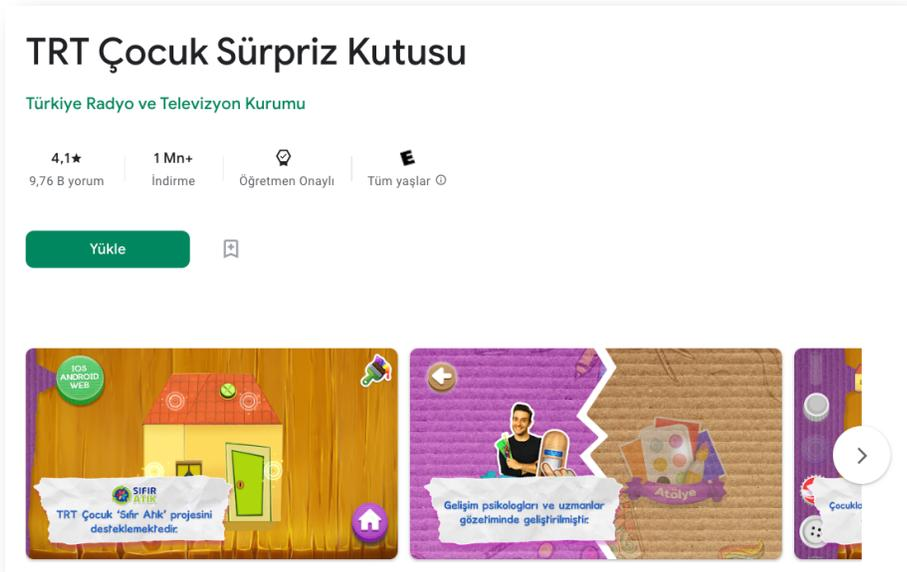 TRT Çocuk Sürpriz Kutusu
Türkiye Radyo ve Televizyon Kurumu
4,1★
9,76 B yorum
1 Mn+
İndirme
Öğretmen Onaylı
E
Tüm yaşlar
Yükle
IOS
ANDROID
WEB
SIFIR
ATIK
TRT Çocuk ‘Sıfır Atık’ projesini
desteklemektedir.
Atölye
Gelişim psikologları ve uzmanlar
gözetiminde geliştirilmiştir.